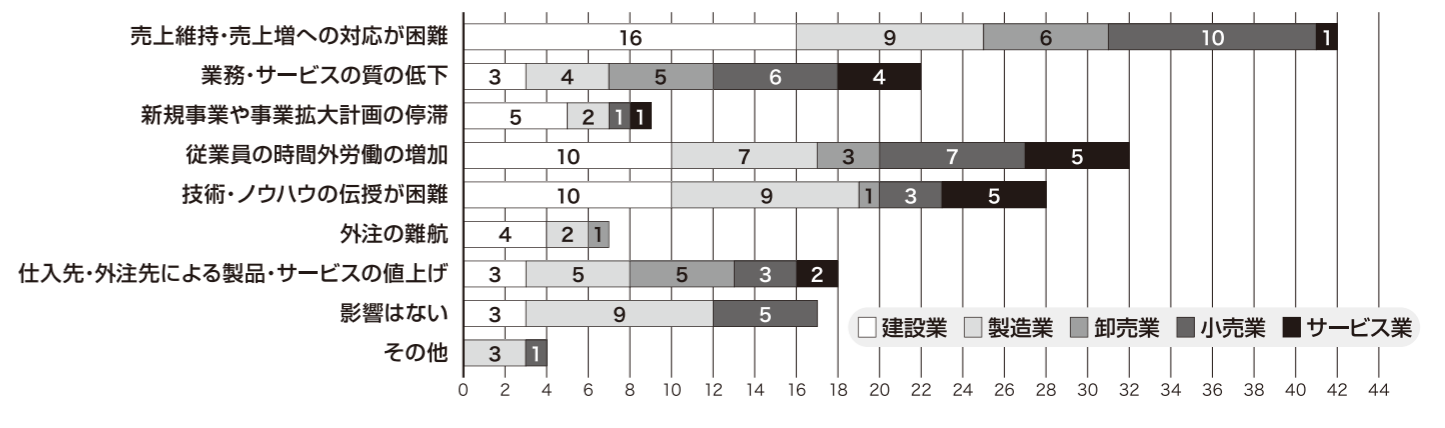 売上維持・売上増への対応が困難 16 9 6 10 1
業務・サービスの質の低下 3 4 5 6 4
新規事業や事業拡大計画の停滞 5 2 1 1
従業員の時間外労働の増加 10 7 3 7 5
技術・ノウハウの伝授が困難 10 9 1 3 5
外注の難航 4 2 1
仕入先・外注先による製品・サービスの値上げ 3 5 5 3 2
影響はない 3 9 5
建設業 製造業 卸売業 小売業 サービス業
その他 3 1
0 2 4 6 8 10 12 14 16 18 20 22 24 26 28 30 32 34 36 38 40 42 44